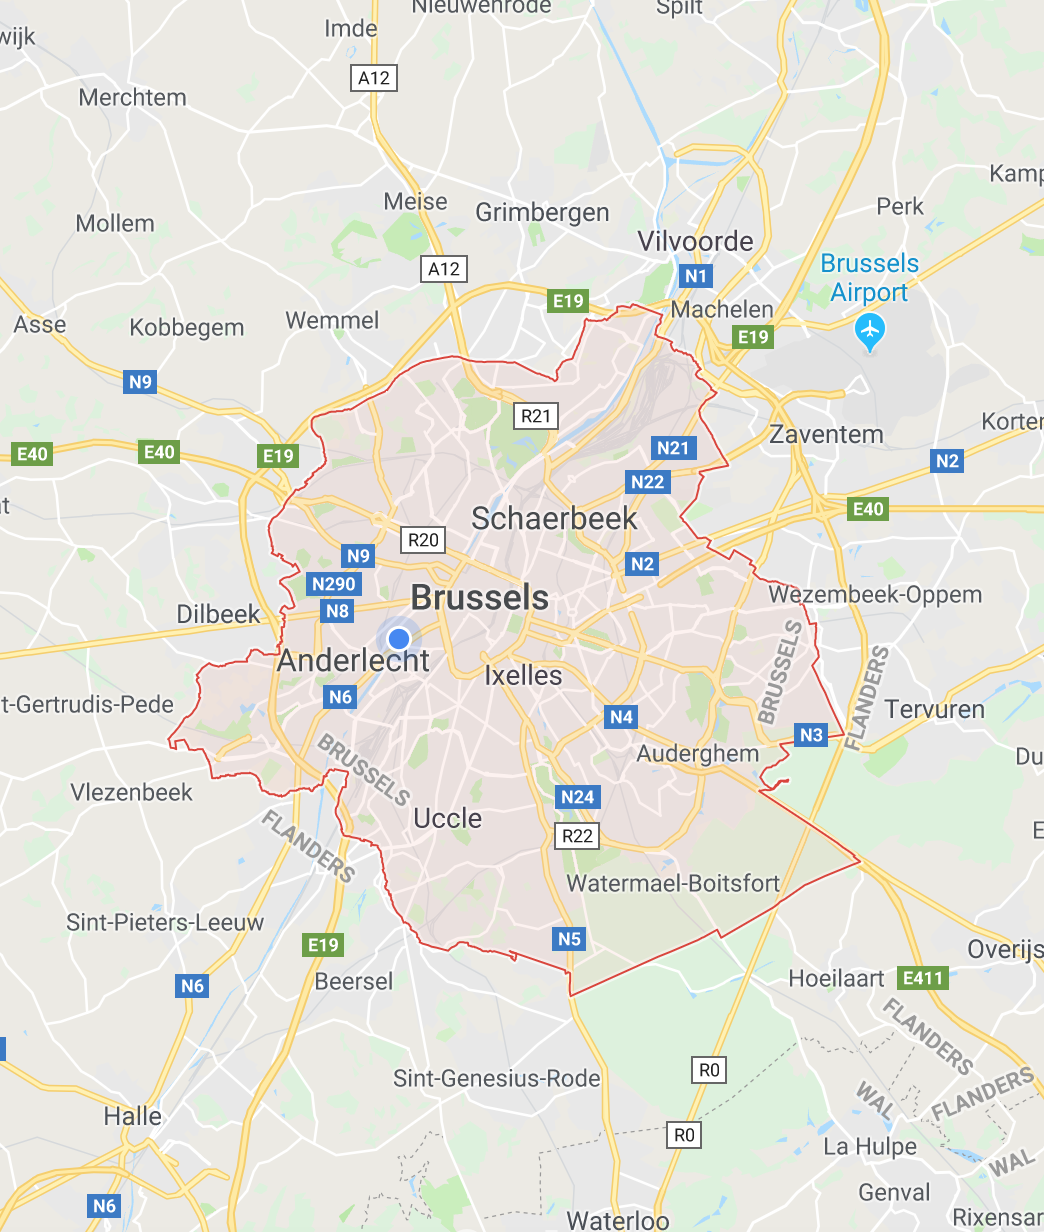 Nieuwenrode
Spilt
wijk
Imde
A12
Merchtem
Kamp
Meise
Perk
Grimbergen
Mollem
Vilvoorde
Brussels
Airport
A12
N1
E19
Machelen
Asse
Kobbegem
Wemmel
E19
N9
R21
Korter
Zaventem
N21
E40
E40
E19
N2
N22
t
E40
Schaerbeek
R20
N9
N2
N290
Brussels
Wezembeek-Oppem
N8
Dilbeek
Anderlecht
BRUSSELS
Ixelles
FLANDERS
N6
t-Gertrudis-Pede
Tervuren
N4
N3
Auderghem
Du
BRUSSELS
Vlezenbeek
N24
Uccle
R22
E
FLANDERS
Watermael-Boitsfort
Sint-Pieters-Leeuw
E19
N5
Overijs
Beersel
Hoeilaart
E411
N6
FLANDERS
R0
Sint-Genesius-Rode
FLANDERS
WAL
Halle
R0
La Hulpe
WAL
Genval
N6
Waterloo
Rixensar